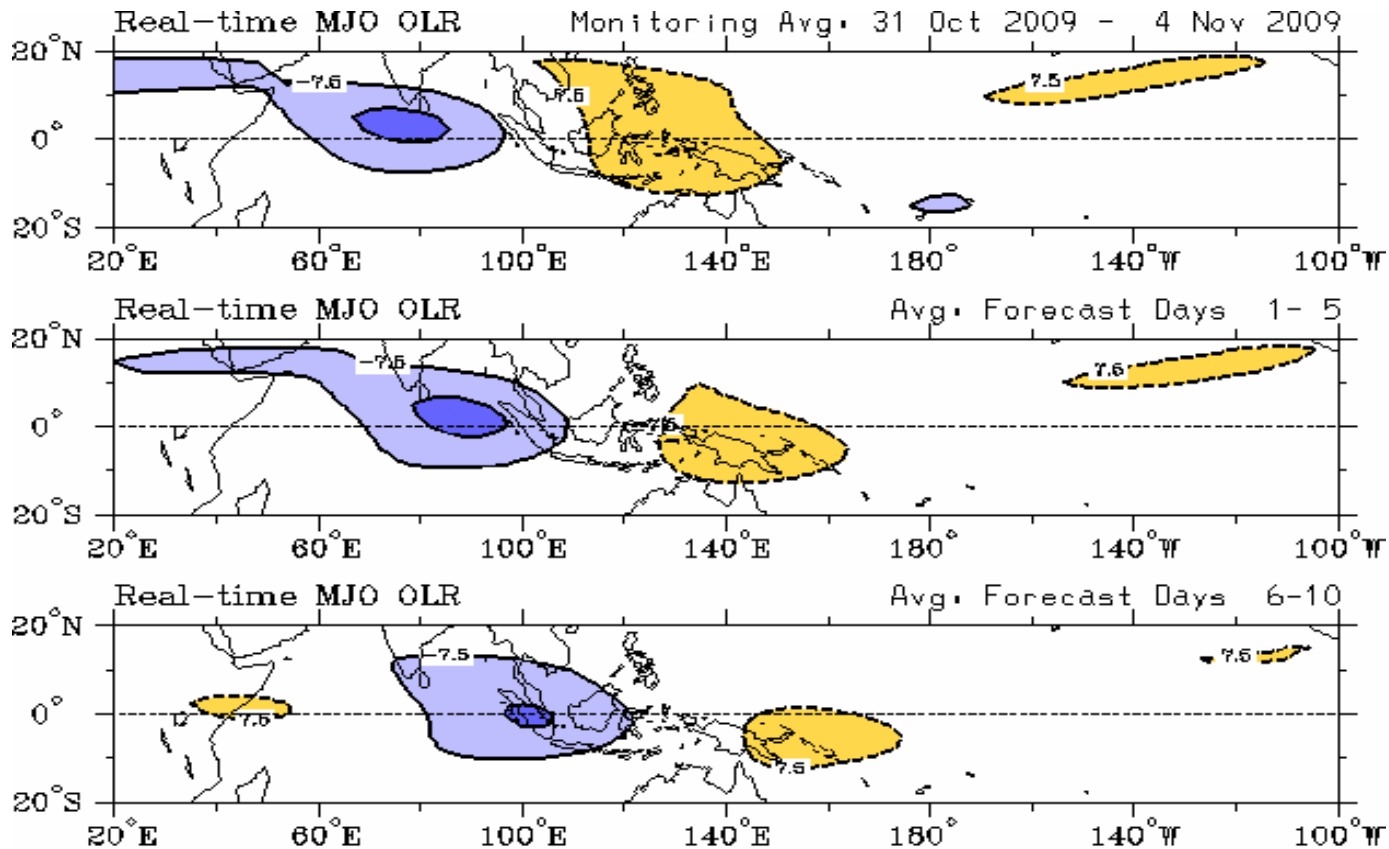 Real-time MJO OLR Monitoring Avg: 31 Oct 2009 - 4 Nov 2009
20°N
-7.5
7.5
7.5
0°
20°S
20°E 60°E 100°E 140°E 180° 140°W 100°W
Real-time MJO OLR Avg. Forecast Days 1- 5
20°N
-7.5
7.5
0°
-7.5
20°S
20°E 60°E 100°E 140°E 180° 140°W 100°W
Real-time MJO OLR Avg. Forecast Days 6-10
20°N
-7.5
7.5
0°
7.5
7.5
20°S
20°E 60°E 100°E 140°E 180° 140°W 100°W